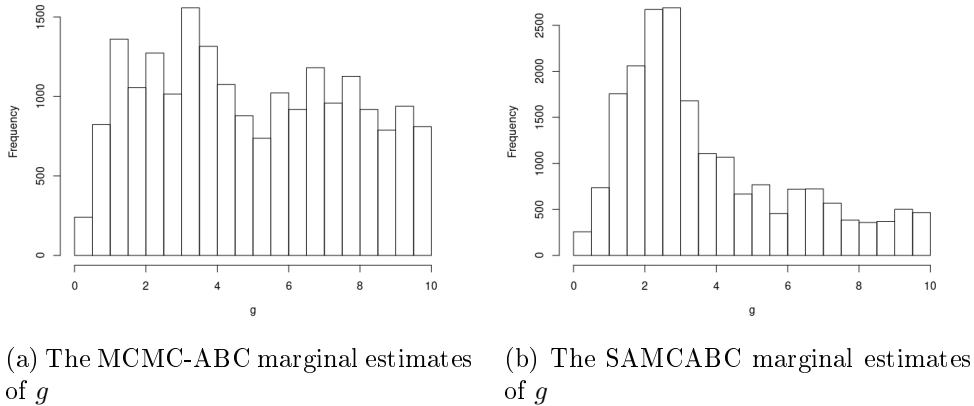 1500
1000
500
0
Frequency
0 2 4 6 8 10
g
(a) The MCMC-ABC marginal estimates
of g
2500
2000
1500
1000
500
0
Frequency
0 2 4 6 8 10
g
(b) The SAMCABC marginal estimates
of g